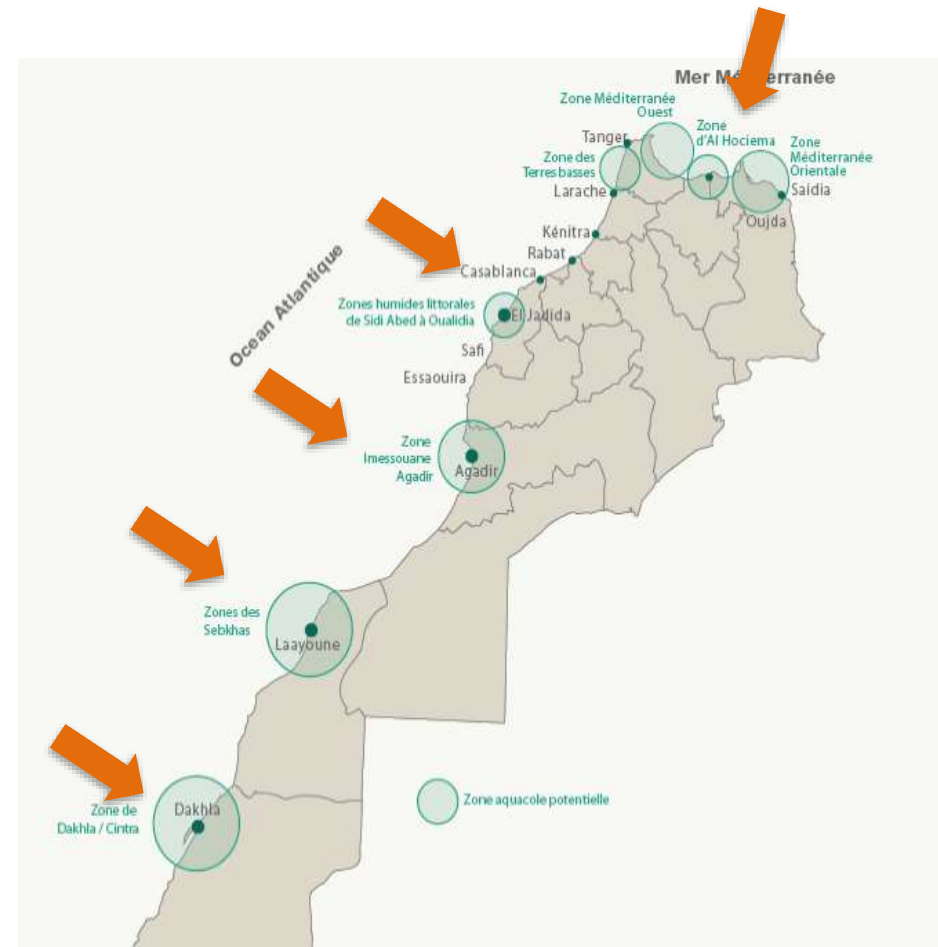 Mer Méditerranée
Zone Méditerranée
Ouest
Zone
d'Al Hociema
Zone
Méditerranée
Orientale
Tanger
Zone des
Terres basses
Larache
Saidia
Oujda
Kénitra
Rabat
Casablanca
Ocean Atlantique
Zones humides littorales
de Sidi Abed à Oualidia
El Jadida
Safi
Essaouira
Zone
Imessouane
Agadir
Agadir
Zones des
Sebkhas
Laayoune
Zone aquacole potentielle
Dakhla
Zone de
Dakhla / Cintra